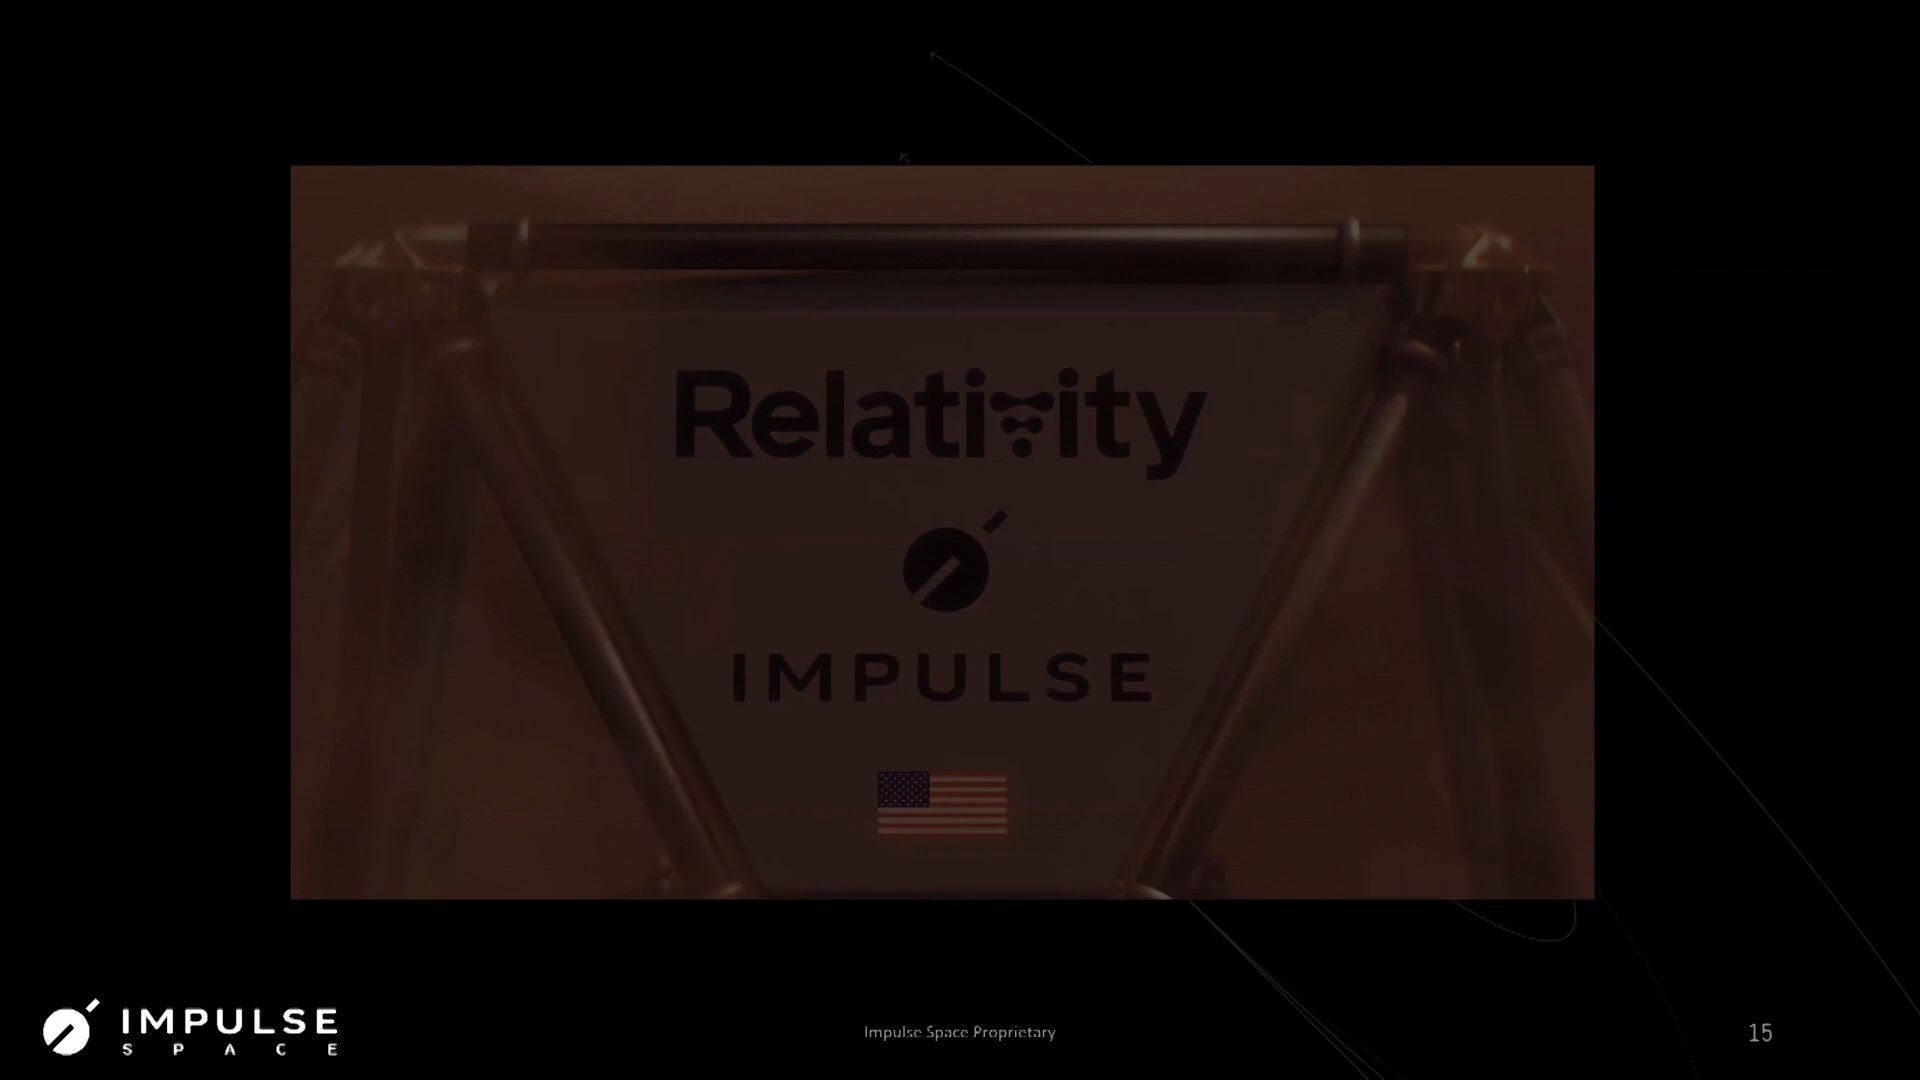 Relativity
IMPULSE
IMPULSE
SPACE
Impulse Space Proprietary
15